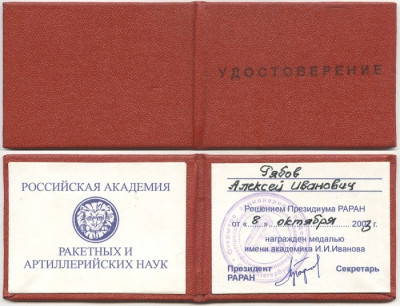 УДОСТОВЕРЕНИЕ
РОССИЙСКАЯ АКАДЕМИЯ
РАКЕТНЫХ И
АРТИЛЛЕРИЙСКИХ НАУК
Рябов
Алексей Иванович
Решением Президиума РАРАН
от «8» октября 2003
награжден медалью
имени академика И.И.Иванова
Президент Секретарь
РАРАН